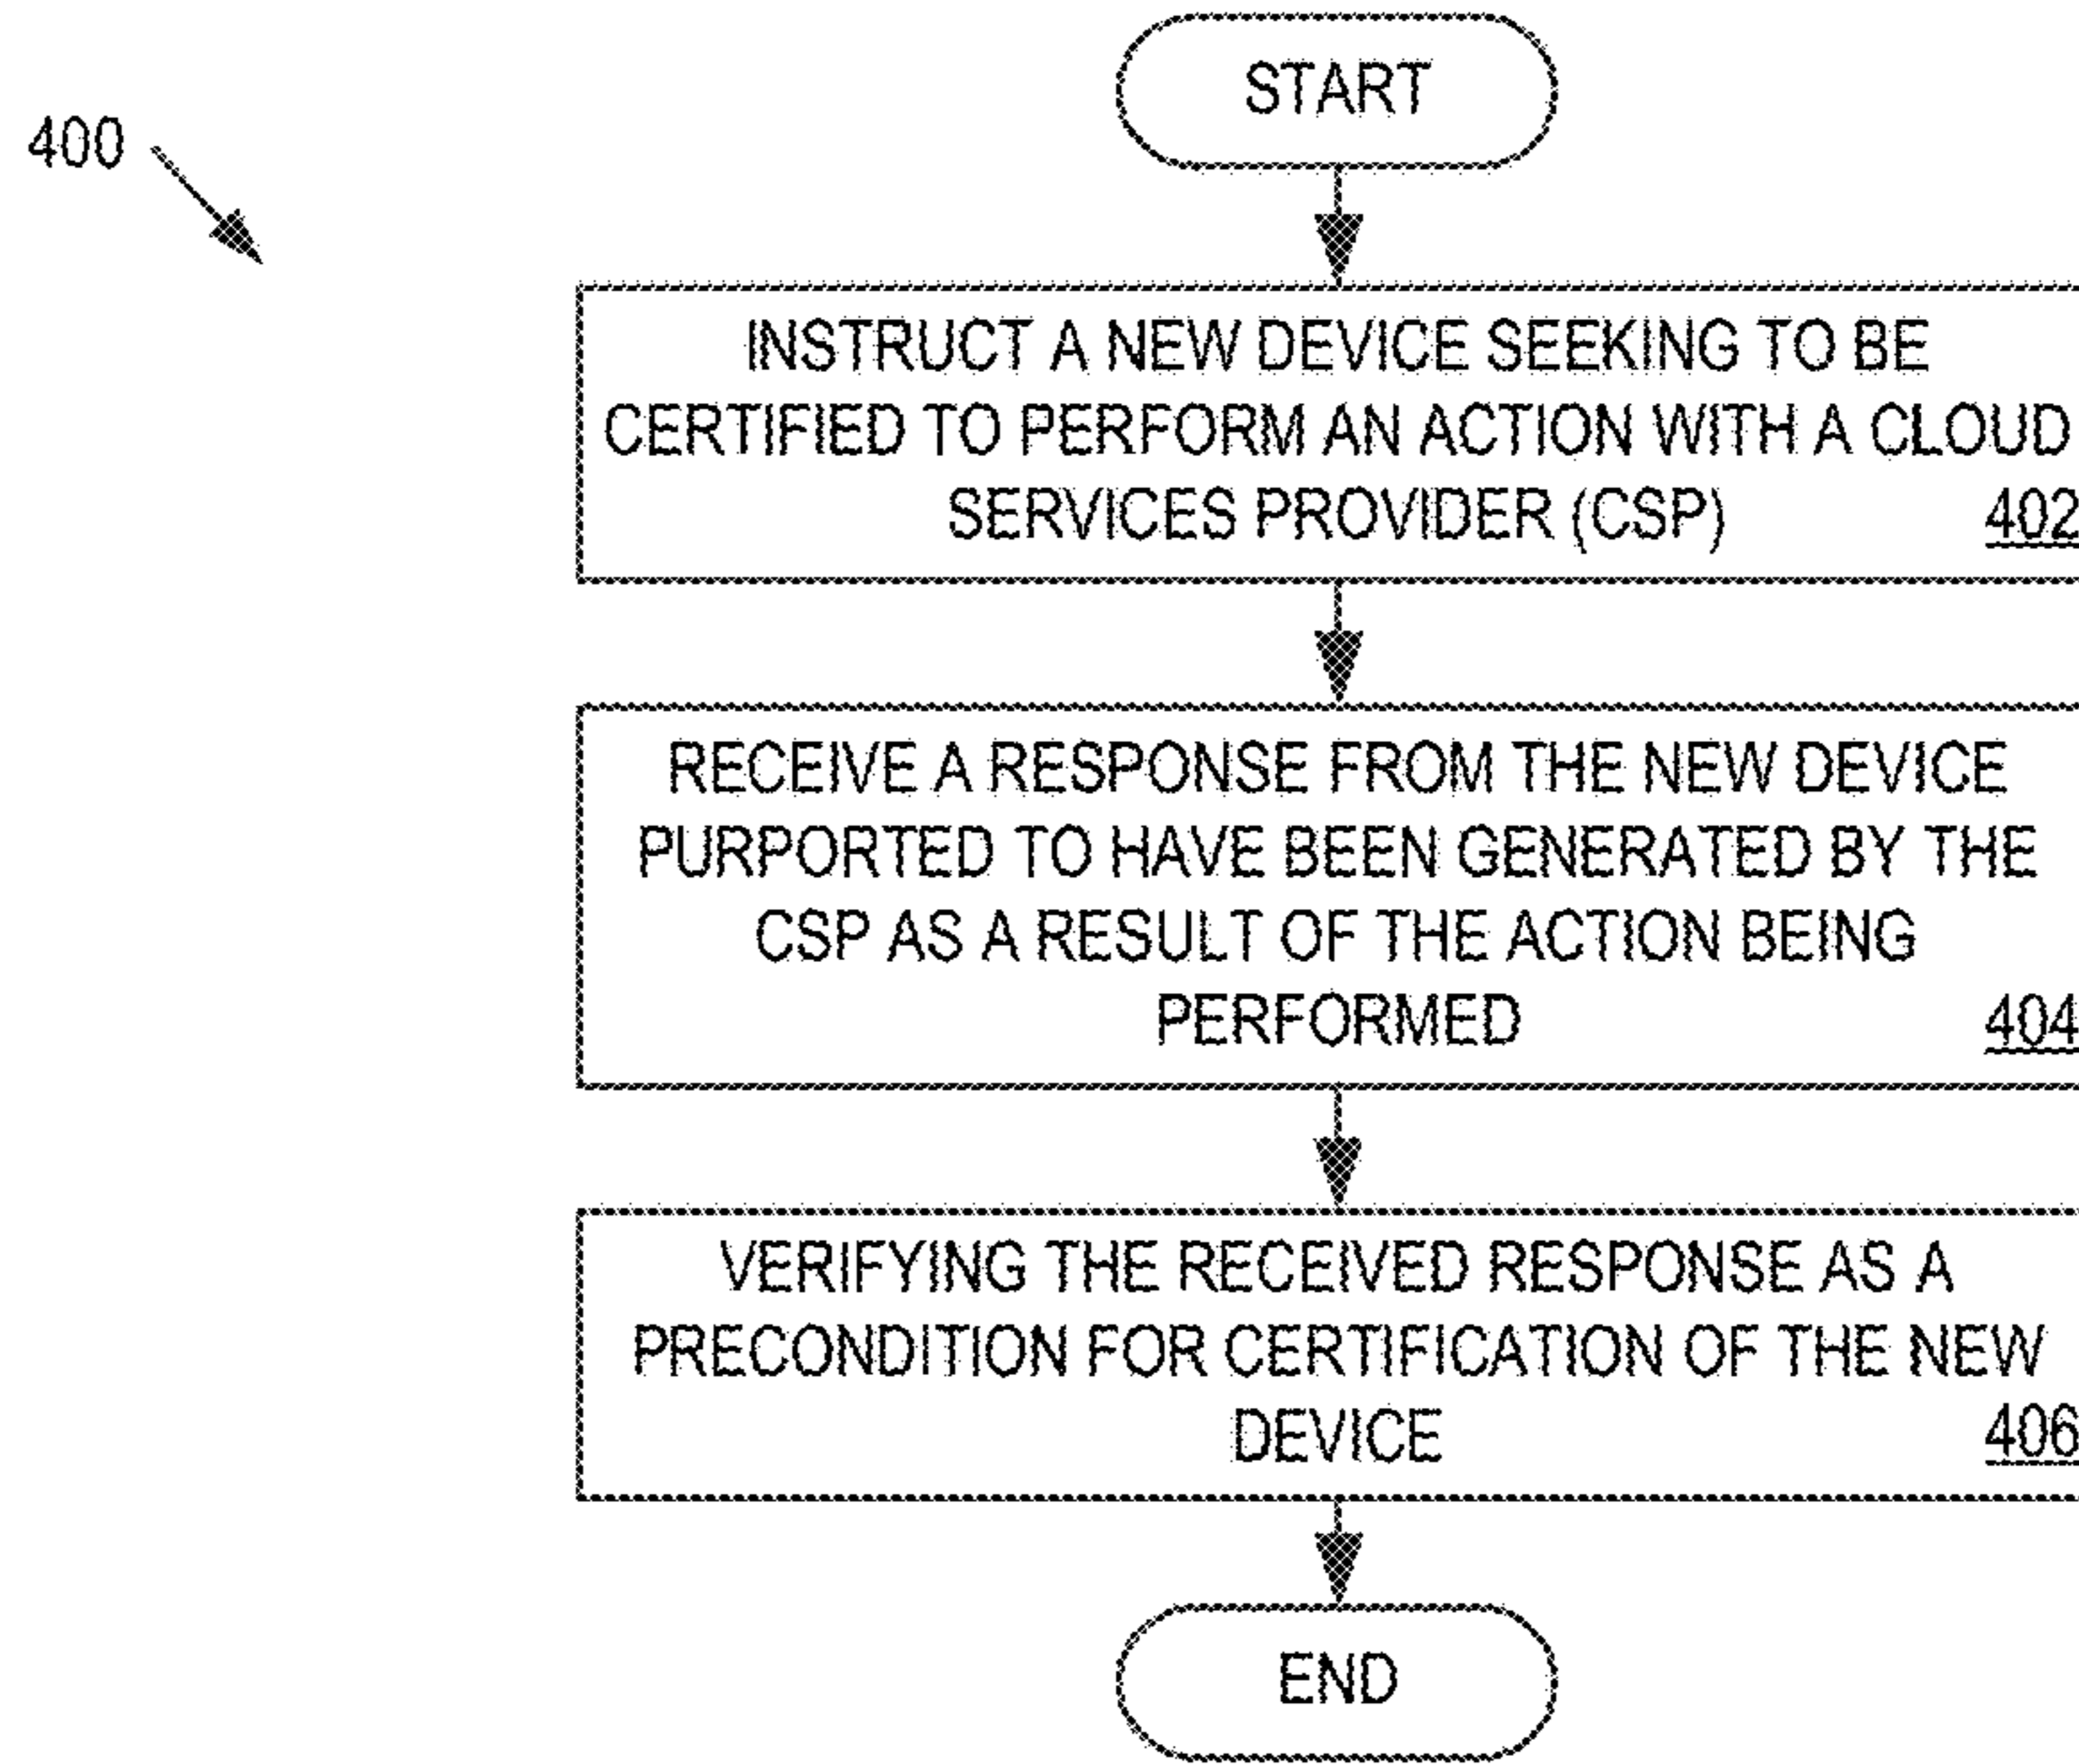 START
400
INSTRUCT A NEW DEVICE SEEKING TO BE
CERTIFIED TO PERFORM AN ACTION WITH A CLOUD
SERVICES PROVIDER (CSP) 402
RECEIVE A RESPONSE FROM THE NEW DEVICE
PURPORTED TO HAVE BEEN GENERATED BY THE
CSP AS A RESULT OF THE ACTION BEING
PERFORMED 404
VERIFYING THE RECEIVED RESPONSE AS A
PRECONDITION FOR CERTIFICATION OF THE NEW
DEVICE 406
END